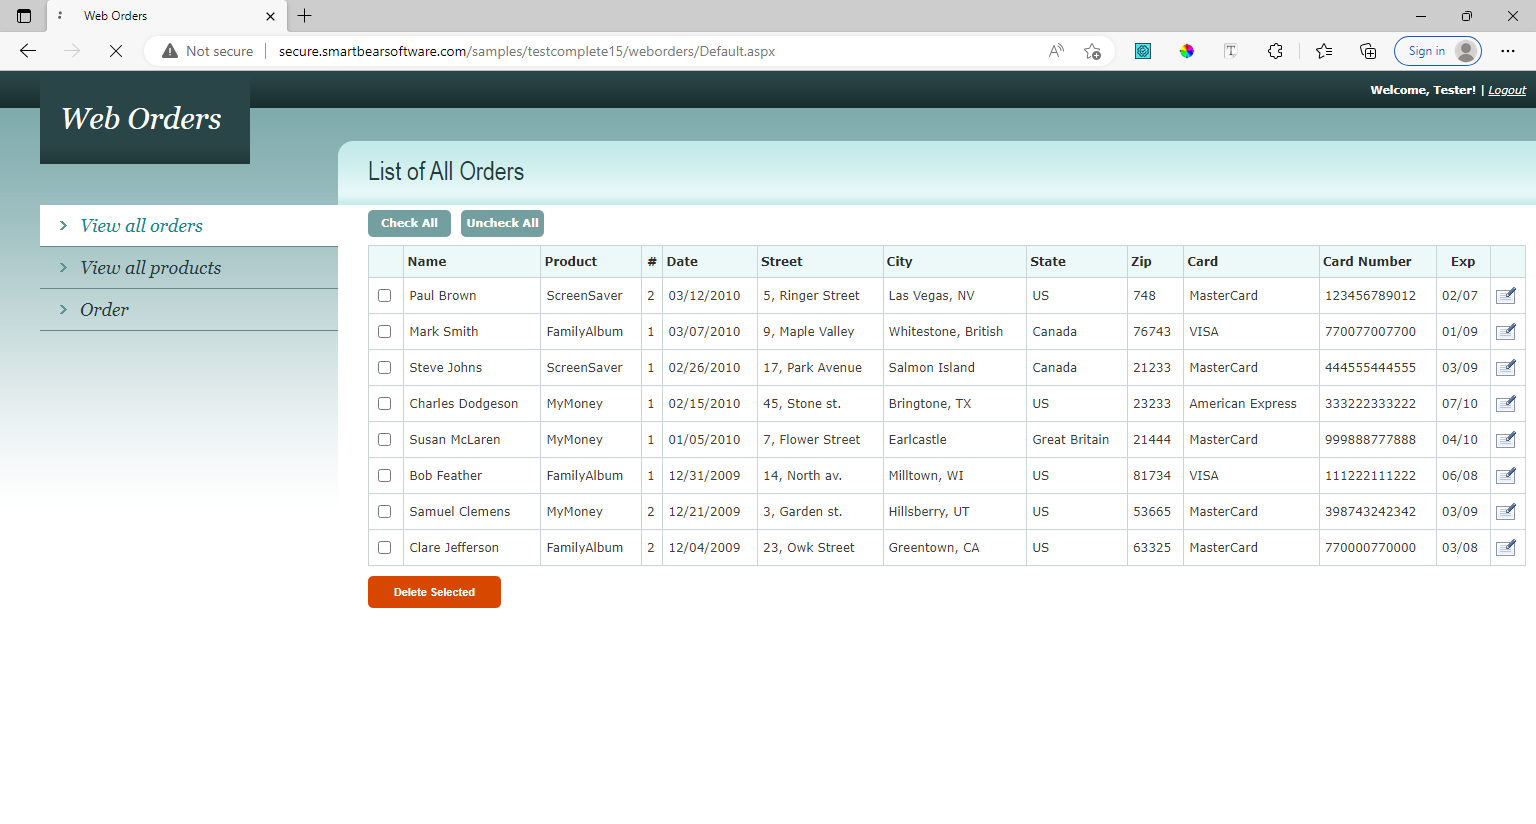 Web Orders
Not secure secure.smartbearsoftware.com/samples/testcomplete15/weborders/Default.aspx Sign in
Welcome, Tester! | Logout
Web Orders
List of All Orders
View all orders
View all products
Order
Check All Uncheck All
Name Product # Date Street City State Zip Card Card Number Exp
Paul Brown ScreenSaver 2 03/12/2010 5, Ringer Street Las Vegas, NV US 748 MasterCard 123456789012 02/07
Mark Smith FamilyAlbum 1 03/07/2010 9, Maple Valley Whitestone, British Canada 76743 VISA 770077007700 01/09
Steve Johns ScreenSaver 1 02/26/2010 17, Park Avenue Salmon Island Canada 21233 MasterCard 444555444555 03/09
Charles Dodgeson MyMoney 1 02/15/2010 45, Stone st. Bringtone, TX US 23233 American Express 333222333222 07/10
Susan McLaren MyMoney 1 01/05/2010 7, Flower Street Earlcastle Great Britain 21444 MasterCard 999888777888 04/10
Bob Feather FamilyAlbum 1 12/31/2009 14, North av. Milltown, WI US 81734 VISA 111222111222 06/08
Samuel Clemens MyMoney 2 12/21/2009 3, Garden st. Hillsberry, UT US 53665 MasterCard 398743242342 03/09
Clare Jefferson FamilyAlbum 2 12/04/2009 23, Owk Street Greentown, CA US 63325 MasterCard 770000770000 03/08
Delete Selected